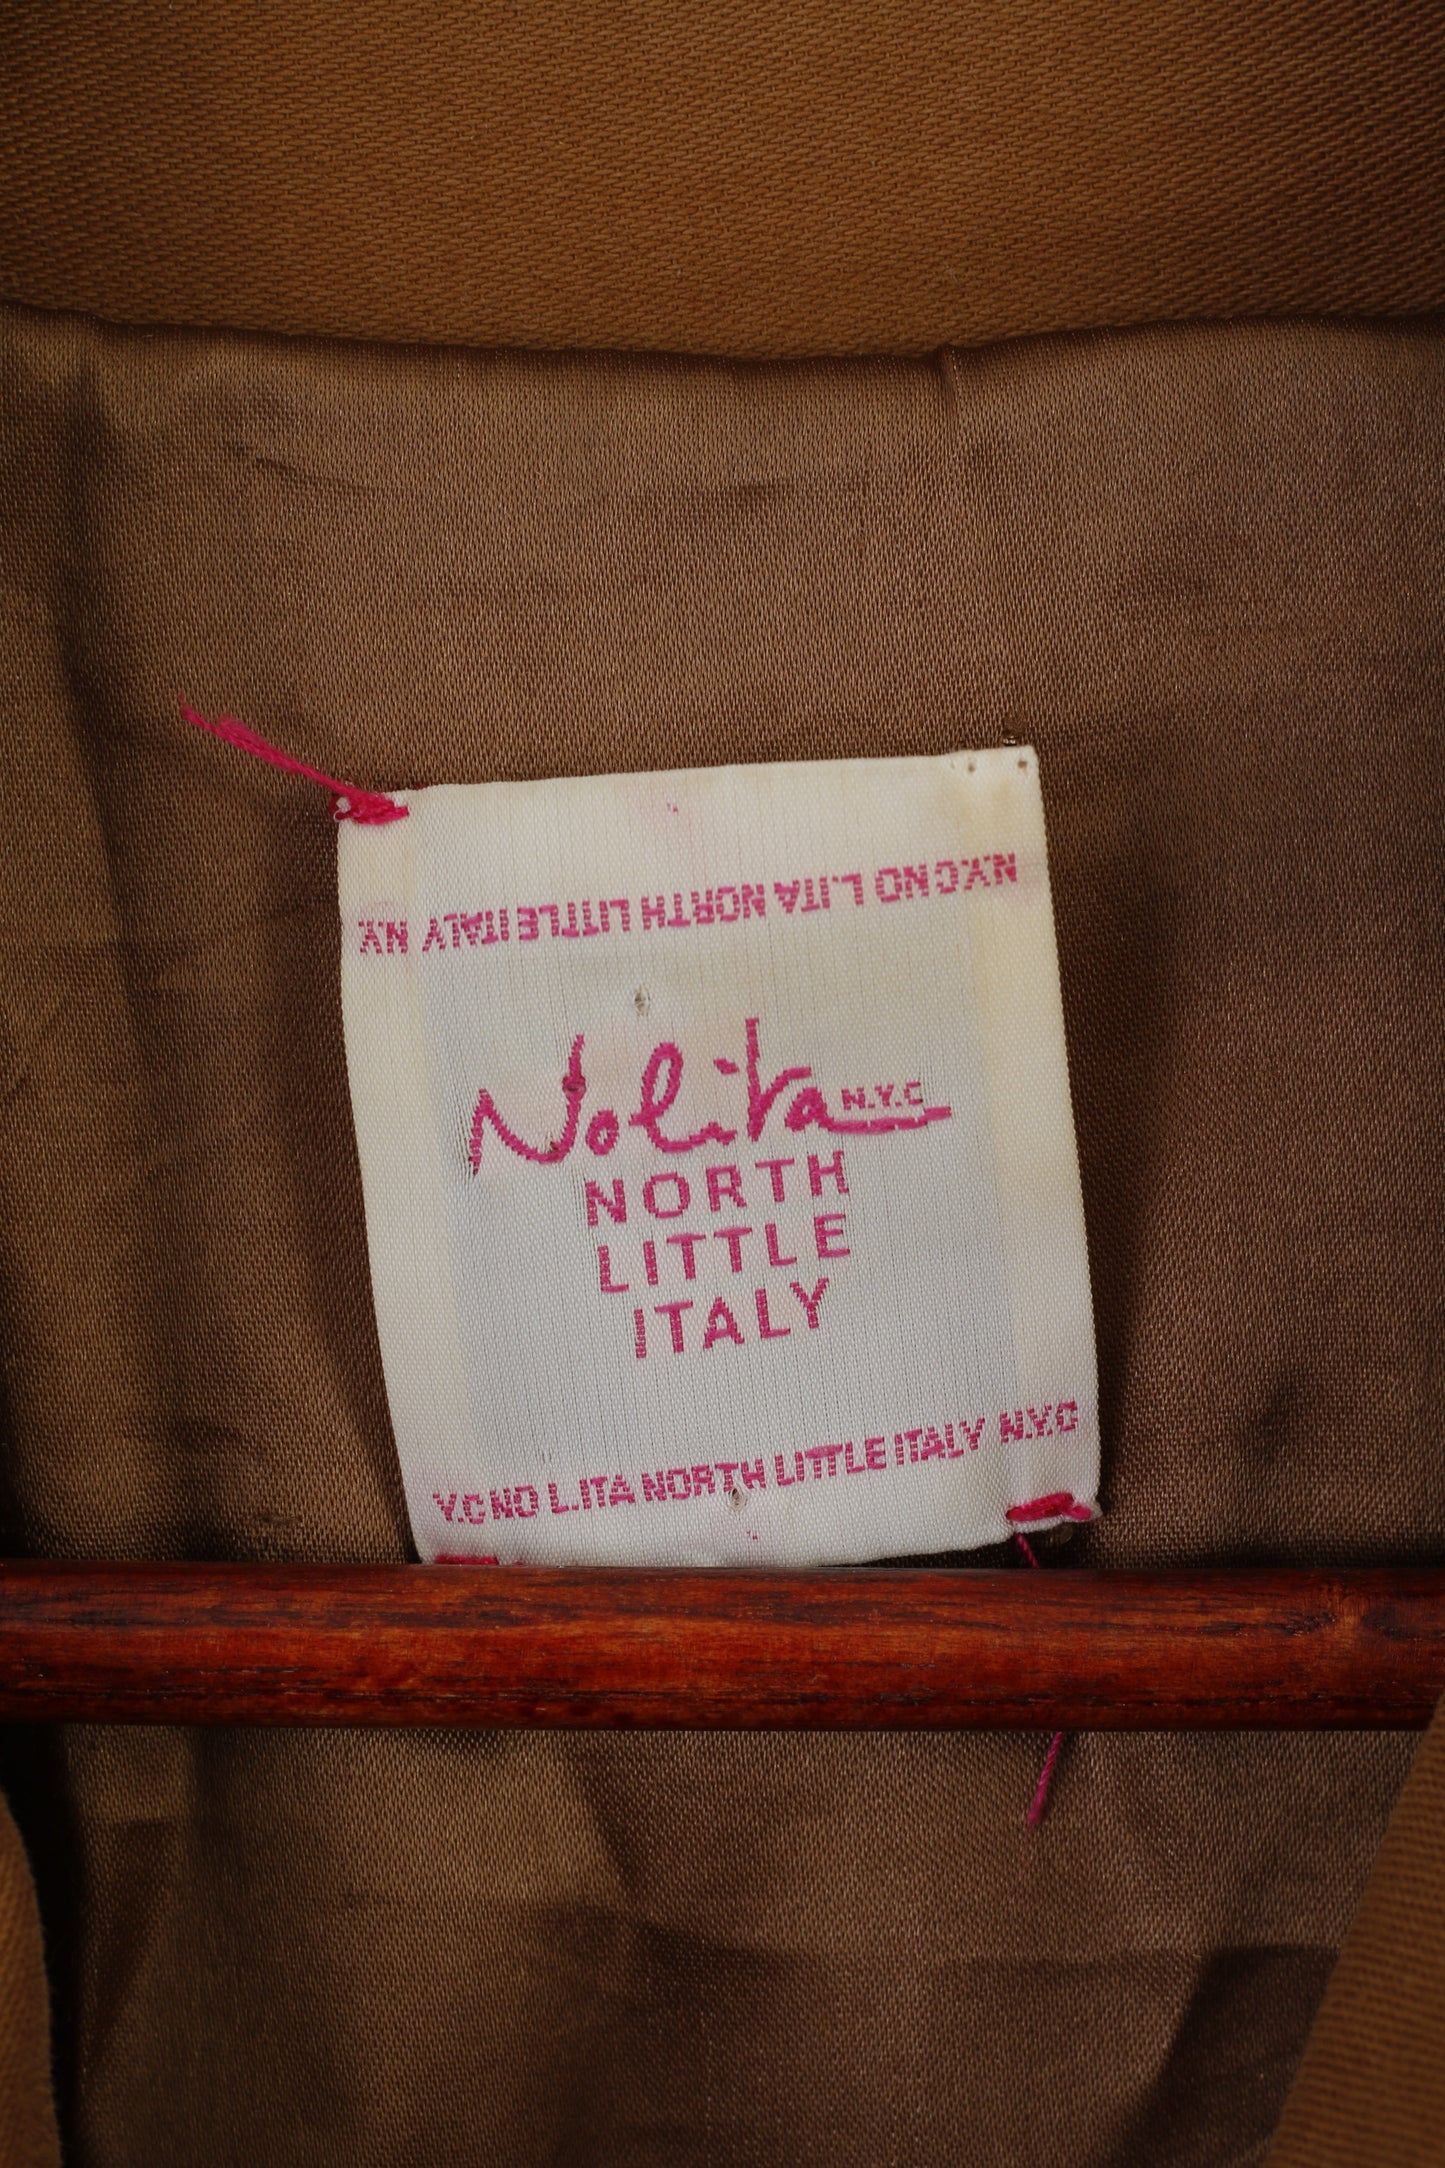 N.Y.C NO L.ITA NORTH LITTLE ITALY N.Y.
Nolita N.Y.C
NORTH
LITTLE
ITALY
Y.C NO L.ITA NORTH LITTLE ITALY N.Y.C